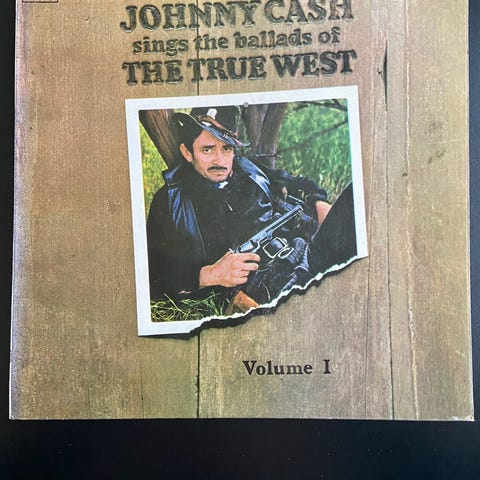 JOHNNY CASH
sings the ballads of
THE TRUE WEST
Volume I